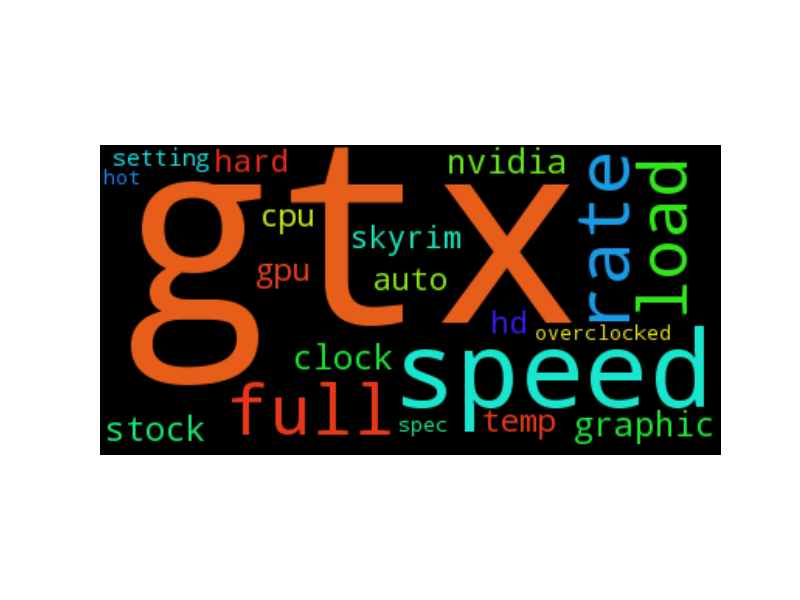 setting
hard
nvidia
rate
load
hot
gtx
cpu
skyrim
gpu
auto
hd
overclocked
clock
speed
full
stock
spec
temp
graphic